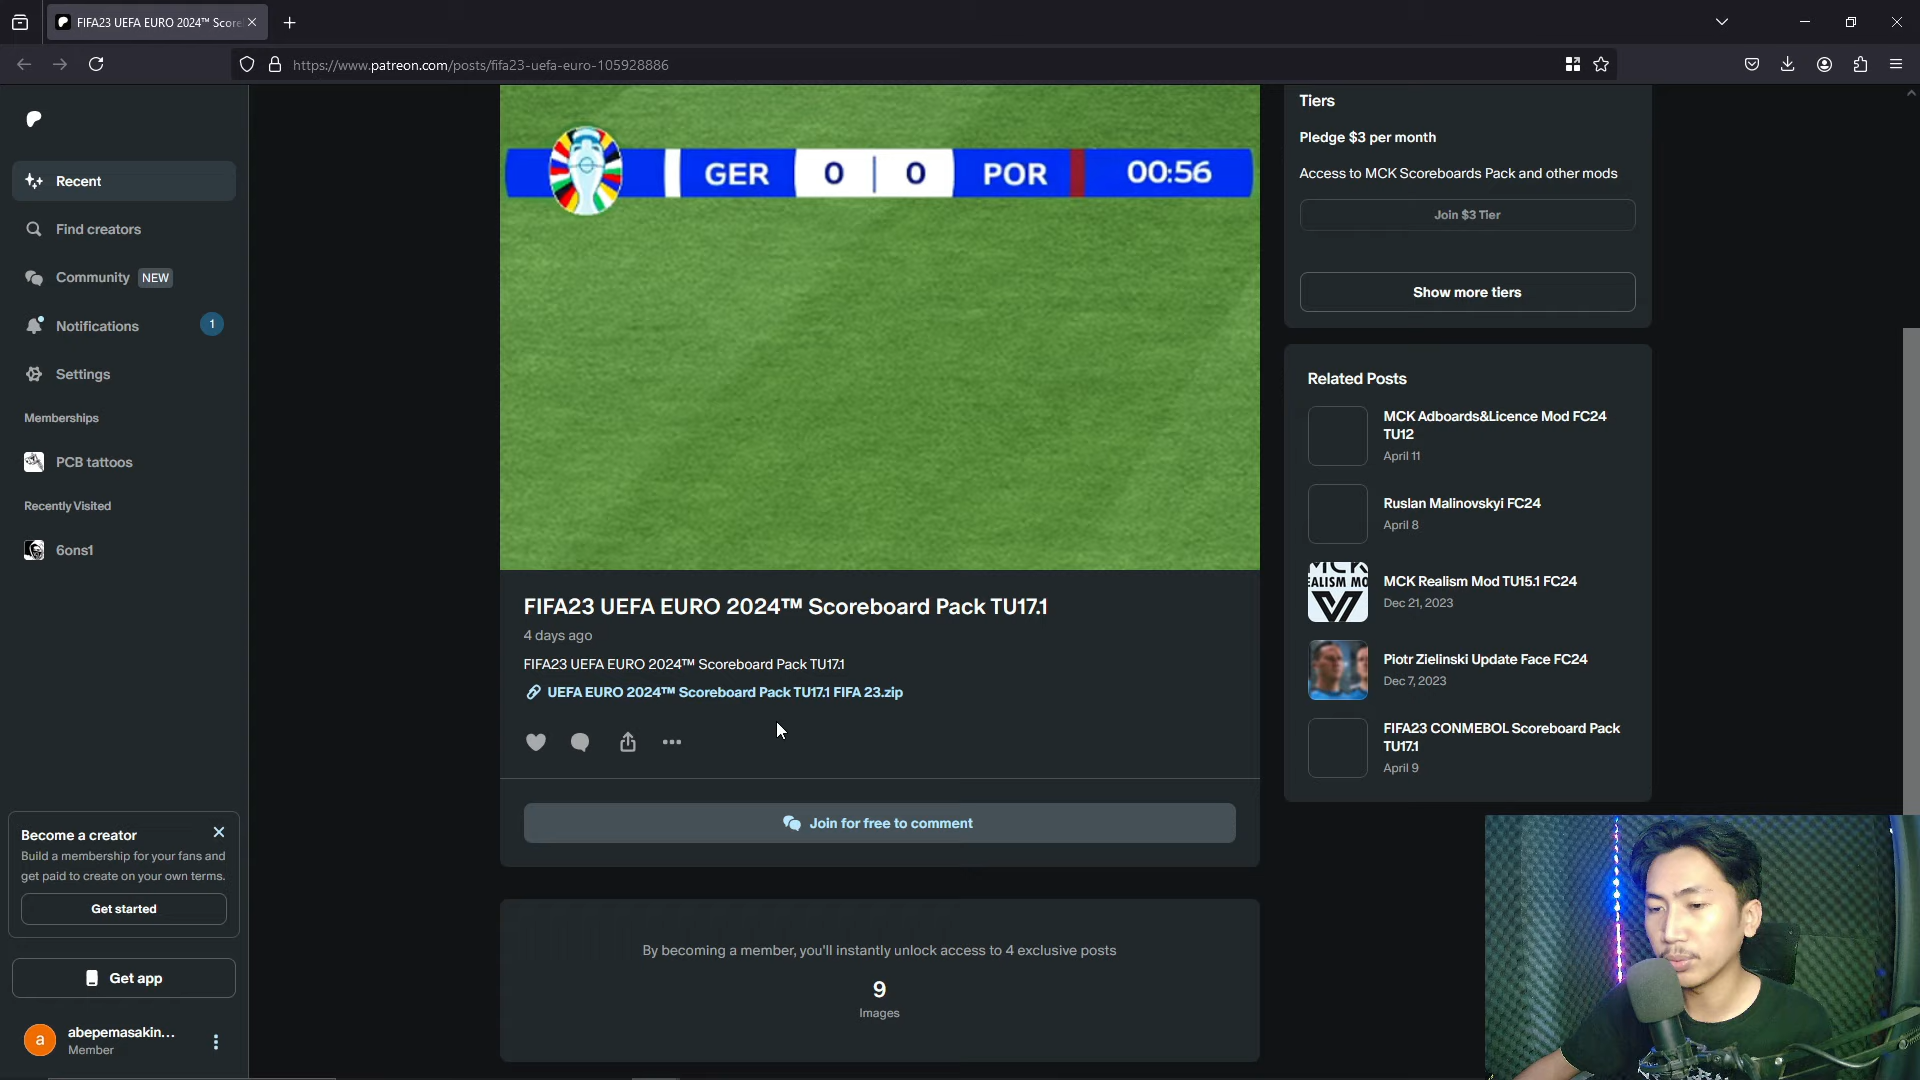 FIFA23 UEFA EURO 2024™ Score
https://www.patreon.com/posts/fifa23-uefa-euro-105928886
Recent
Find creators
Community NEW
Notifications 1
Settings
Memberships
PCB tattoos
Recently Visited
6ons1
Become a creator
Build a membership for your fans and
get paid to create on your own terms.
Get started
Get app
a
abepemasakin...
Member
GER 0 0 POR 00:56
FIFA23 UEFA EURO 2024™ Scoreboard Pack TU17.1
4 days ago
FIFA23 UEFA EURO 2024™ Scoreboard Pack TU17.1
UEFA EURO 2024™ Scoreboard Pack TU17.1 FIFA 23.zip
Join for free to comment
By becoming a member, you'll instantly unlock access to 4 exclusive posts
9
Images
Tiers
Pledge $3 per month
Access to MCK Scoreboards Pack and other mods
Join $3 Tier
Show more tiers
Related Posts
MCK Adboards&Licence Mod FC24
TU12
April 11
Ruslan Malinovskyi FC24
April 8
MCK Realism Mod TU15.1 FC24
Dec 21, 2023
Piotr Zielinski Update Face FC24
Dec 7, 2023
FIFA23 CONMEBOL Scoreboard Pack
TU17.1
April 9